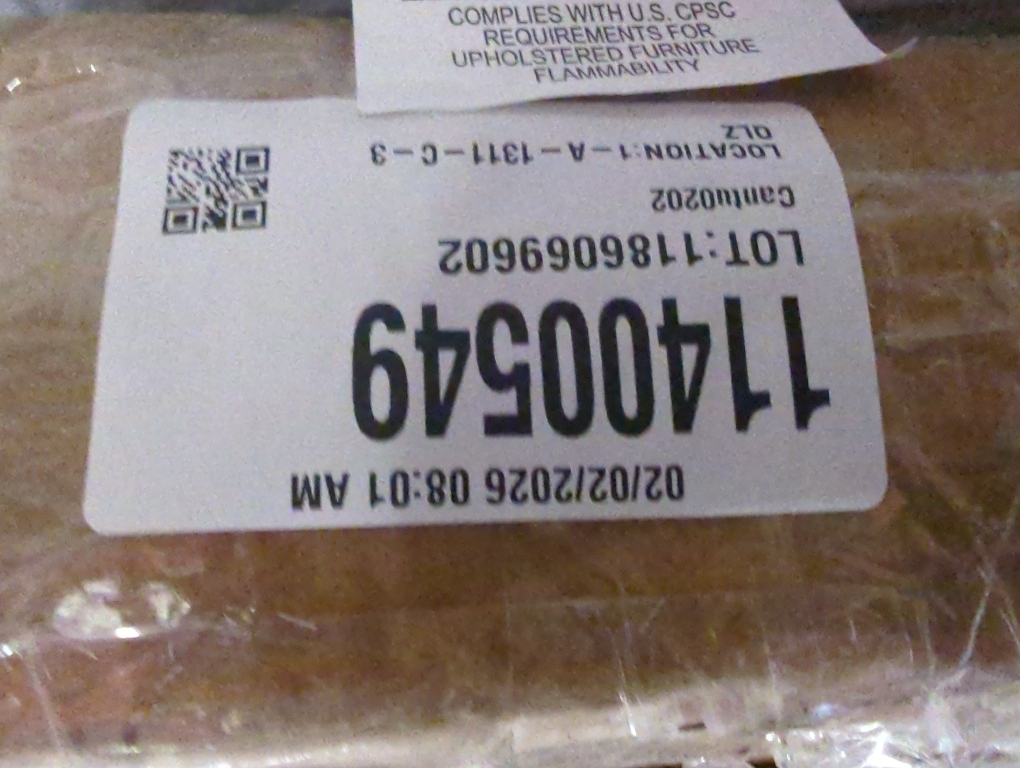 COMPLIES WITH U.S. CPSC
REQUIREMENTS FOR
UPHOLSTERED FURNITURE
FLAMMABILITY
02/02/2026 08:01 AM
11400549
LOT:1186069602
Cantu0202
LOCATION:1-A-1311-C-3
QLZ